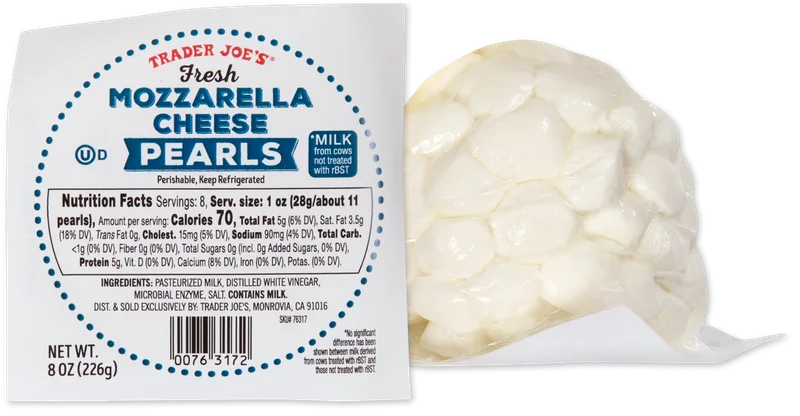 TRADER JOE'S®
Fresh
MOZZARELLA
CHEESE
PEARLS
U D
*MILK
from cows
not treated
with rBST
Perishable, Keep Refrigerated
Nutrition Facts Servings: 8, Serv. size: 1 oz (28g/about 11
pearls), Amount per serving: Calories 70, Total Fat 5g (6% DV), Sat. Fat 3.5g
(18% DV), Trans Fat 0g, Cholest. 15mg (5% DV), Sodium 90mg (4% DV), Total Carb.
<1g (0% DV), Fiber 0g (0% DV), Total Sugars 0g (Incl. 0g Added Sugars, 0% DV),
Protein 5g, Vit. D (0% DV), Calcium (8% DV), Iron (0% DV), Potas. (0% DV).
INGREDIENTS: PASTEURIZED MILK, DISTILLED WHITE VINEGAR,
MICROBIAL ENZYME, SALT. CONTAINS MILK.
DIST. & SOLD EXCLUSIVELY BY: TRADER JOE'S, MONROVIA, CA 91016
SKU# 76317
0076 3172
NET WT.
8 OZ (226g)
*No significant
difference has been
shown between milk derived
from cows treated with rBST and
those not treated with rBST.